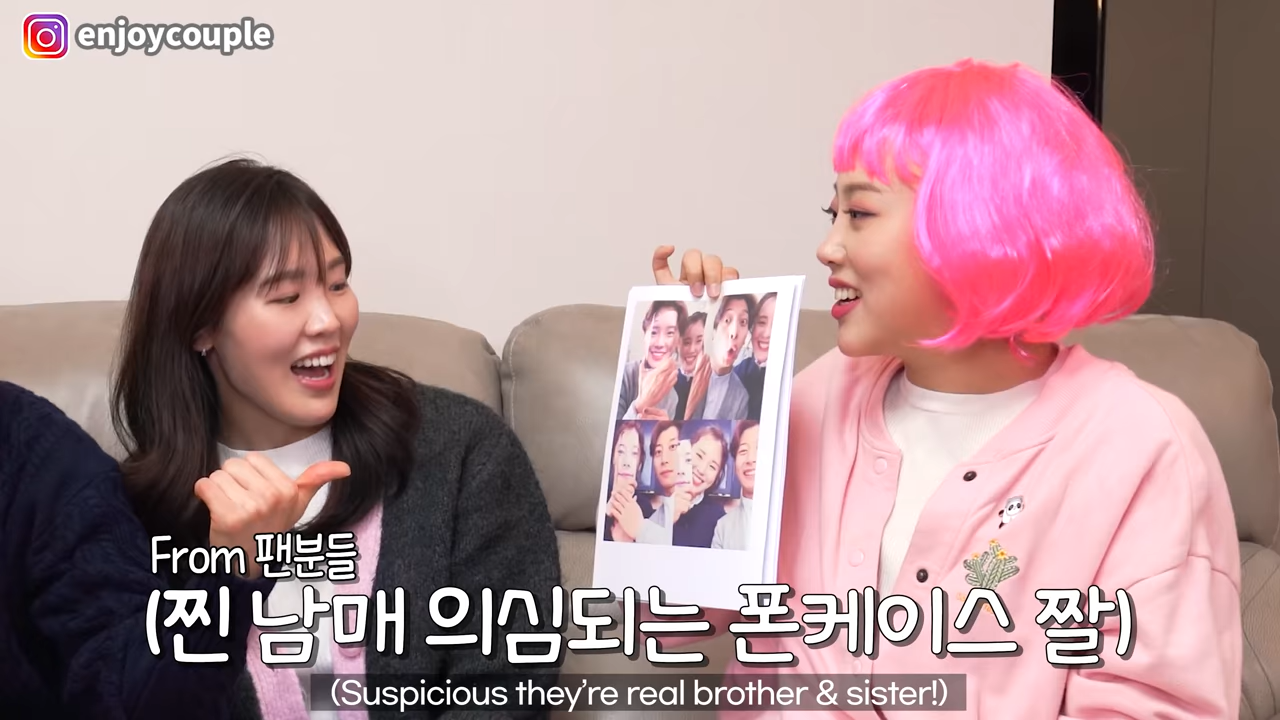 enjoycouple
From 팬분들
(찐 남매 의심되는 폰케이스 짤)
(Suspicious they're real brother & sister!)